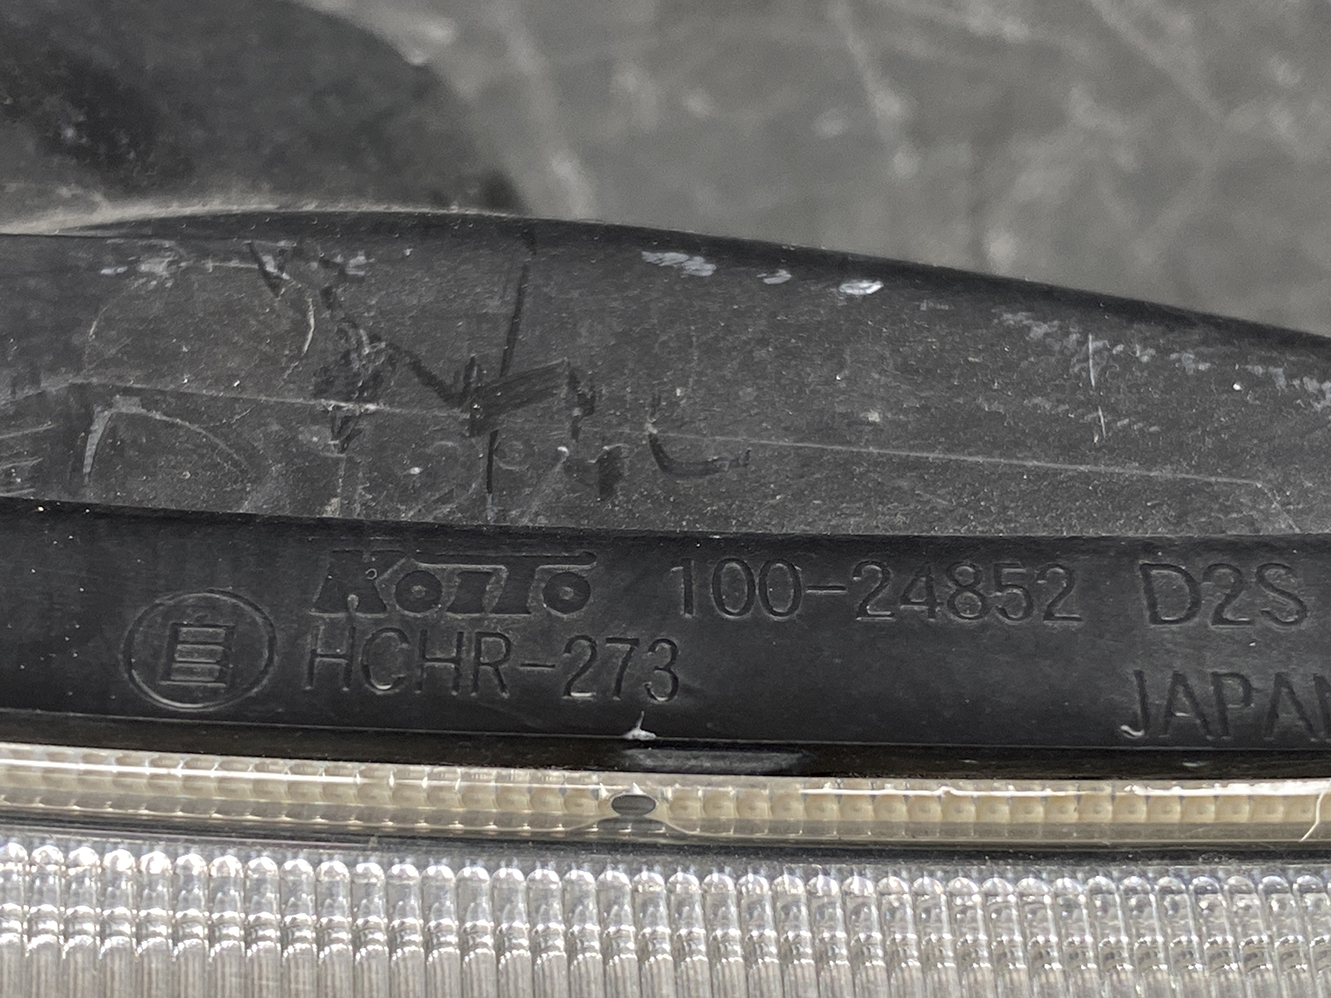 KOITO 100-24852 D2S
HCHR-273
JAPAN